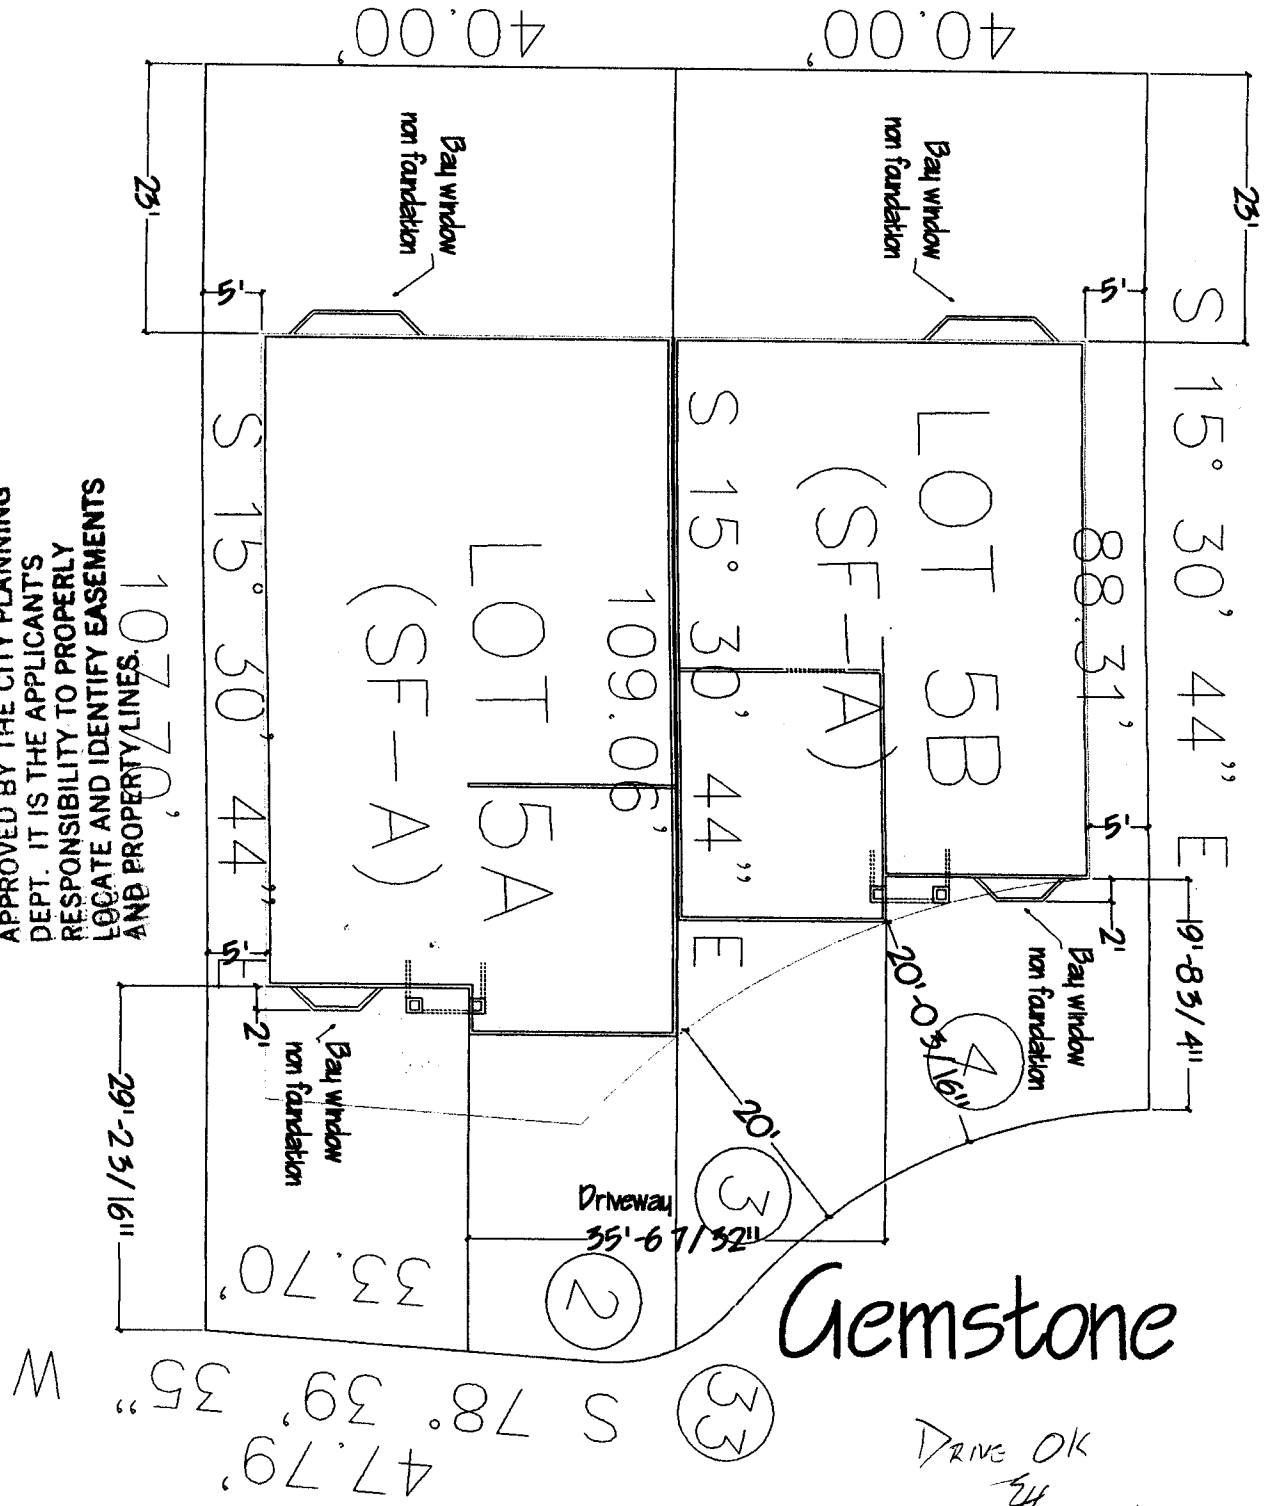 40.00'
40.00'
23'
23'
Bay window
non foundation
Bay window
non foundation
5'
5'
S 15° 30' 44" E
88.31'
LOT 5B
(SF-A)
S 15° 30' 44" E
109.06'
LOT 5A
(SF-A)
S 15° 30' 44" E
107.70'
APPROVED BY THE CITY PLANNING
DEPT. IT IS THE APPLICANT'S
RESPONSIBILITY TO PROPERLY
LOCATE AND IDENTIFY EASEMENTS
AND PROPERTY LINES.
5'
5'
2'
2'
19'-8 3/4"
Bay window
non foundation
Bay window
non foundation
20'-0 3/16"
4
20'
3
Driveway
35'-6 7/32"
29'-2 3/16"
33.70'
2
Gemstone
33
S 78° 39' 35" W
47.79'
DRIVE OK